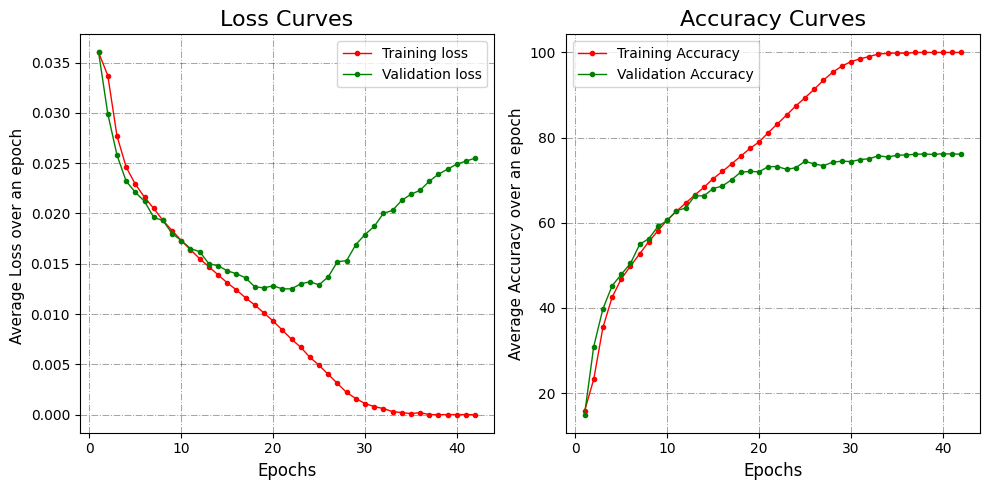 Loss Curves
Average Loss over an epoch
0.035
0.030
0.025
0.020
0.015
0.010
0.005
0.000
Training loss
Validation loss
0 10 20 30 40
Epochs
Accuracy Curves
Average Accuracy over an epoch
100
80
60
40
20
Training Accuracy
Validation Accuracy
0 10 20 30 40
Epochs